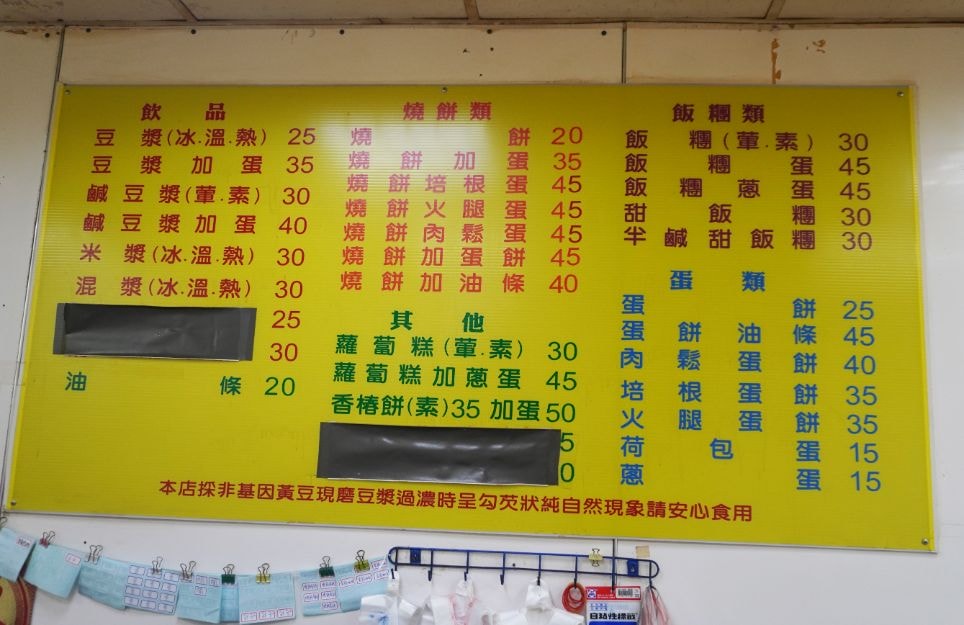 飲品
豆漿(冰.溫.熱) 25
豆漿加蛋 35
鹹豆漿(葷.素) 30
鹹豆漿加蛋 40
米漿(冰.溫.熱) 30
混漿(冰.溫.熱) 30
25
30
油條 20
燒餅類
燒餅 20
燒餅加蛋 35
燒餅培根蛋 45
燒餅火腿蛋 45
燒餅肉鬆蛋 45
燒餅加蛋餅 45
燒餅加油條 40
其他
蘿蔔糕(葷.素) 30
蘿蔔糕加蔥蛋 45
香椿餅(素)35 加蛋50
5
0
飯糰類
飯糰(葷.素) 30
飯糰蛋 45
飯糰蔥蛋 45
甜飯糰 30
半鹹甜飯糰 30
蛋類
蛋餅 25
蛋餅油條 45
肉鬆蛋餅 40
培根蛋餅 35
火腿蛋餅 35
荷包蛋 15
蔥蛋 15
本店採非基因黃豆現磨豆漿過濃時呈勾芡狀純自然現象請安心食用
自黏性標籤